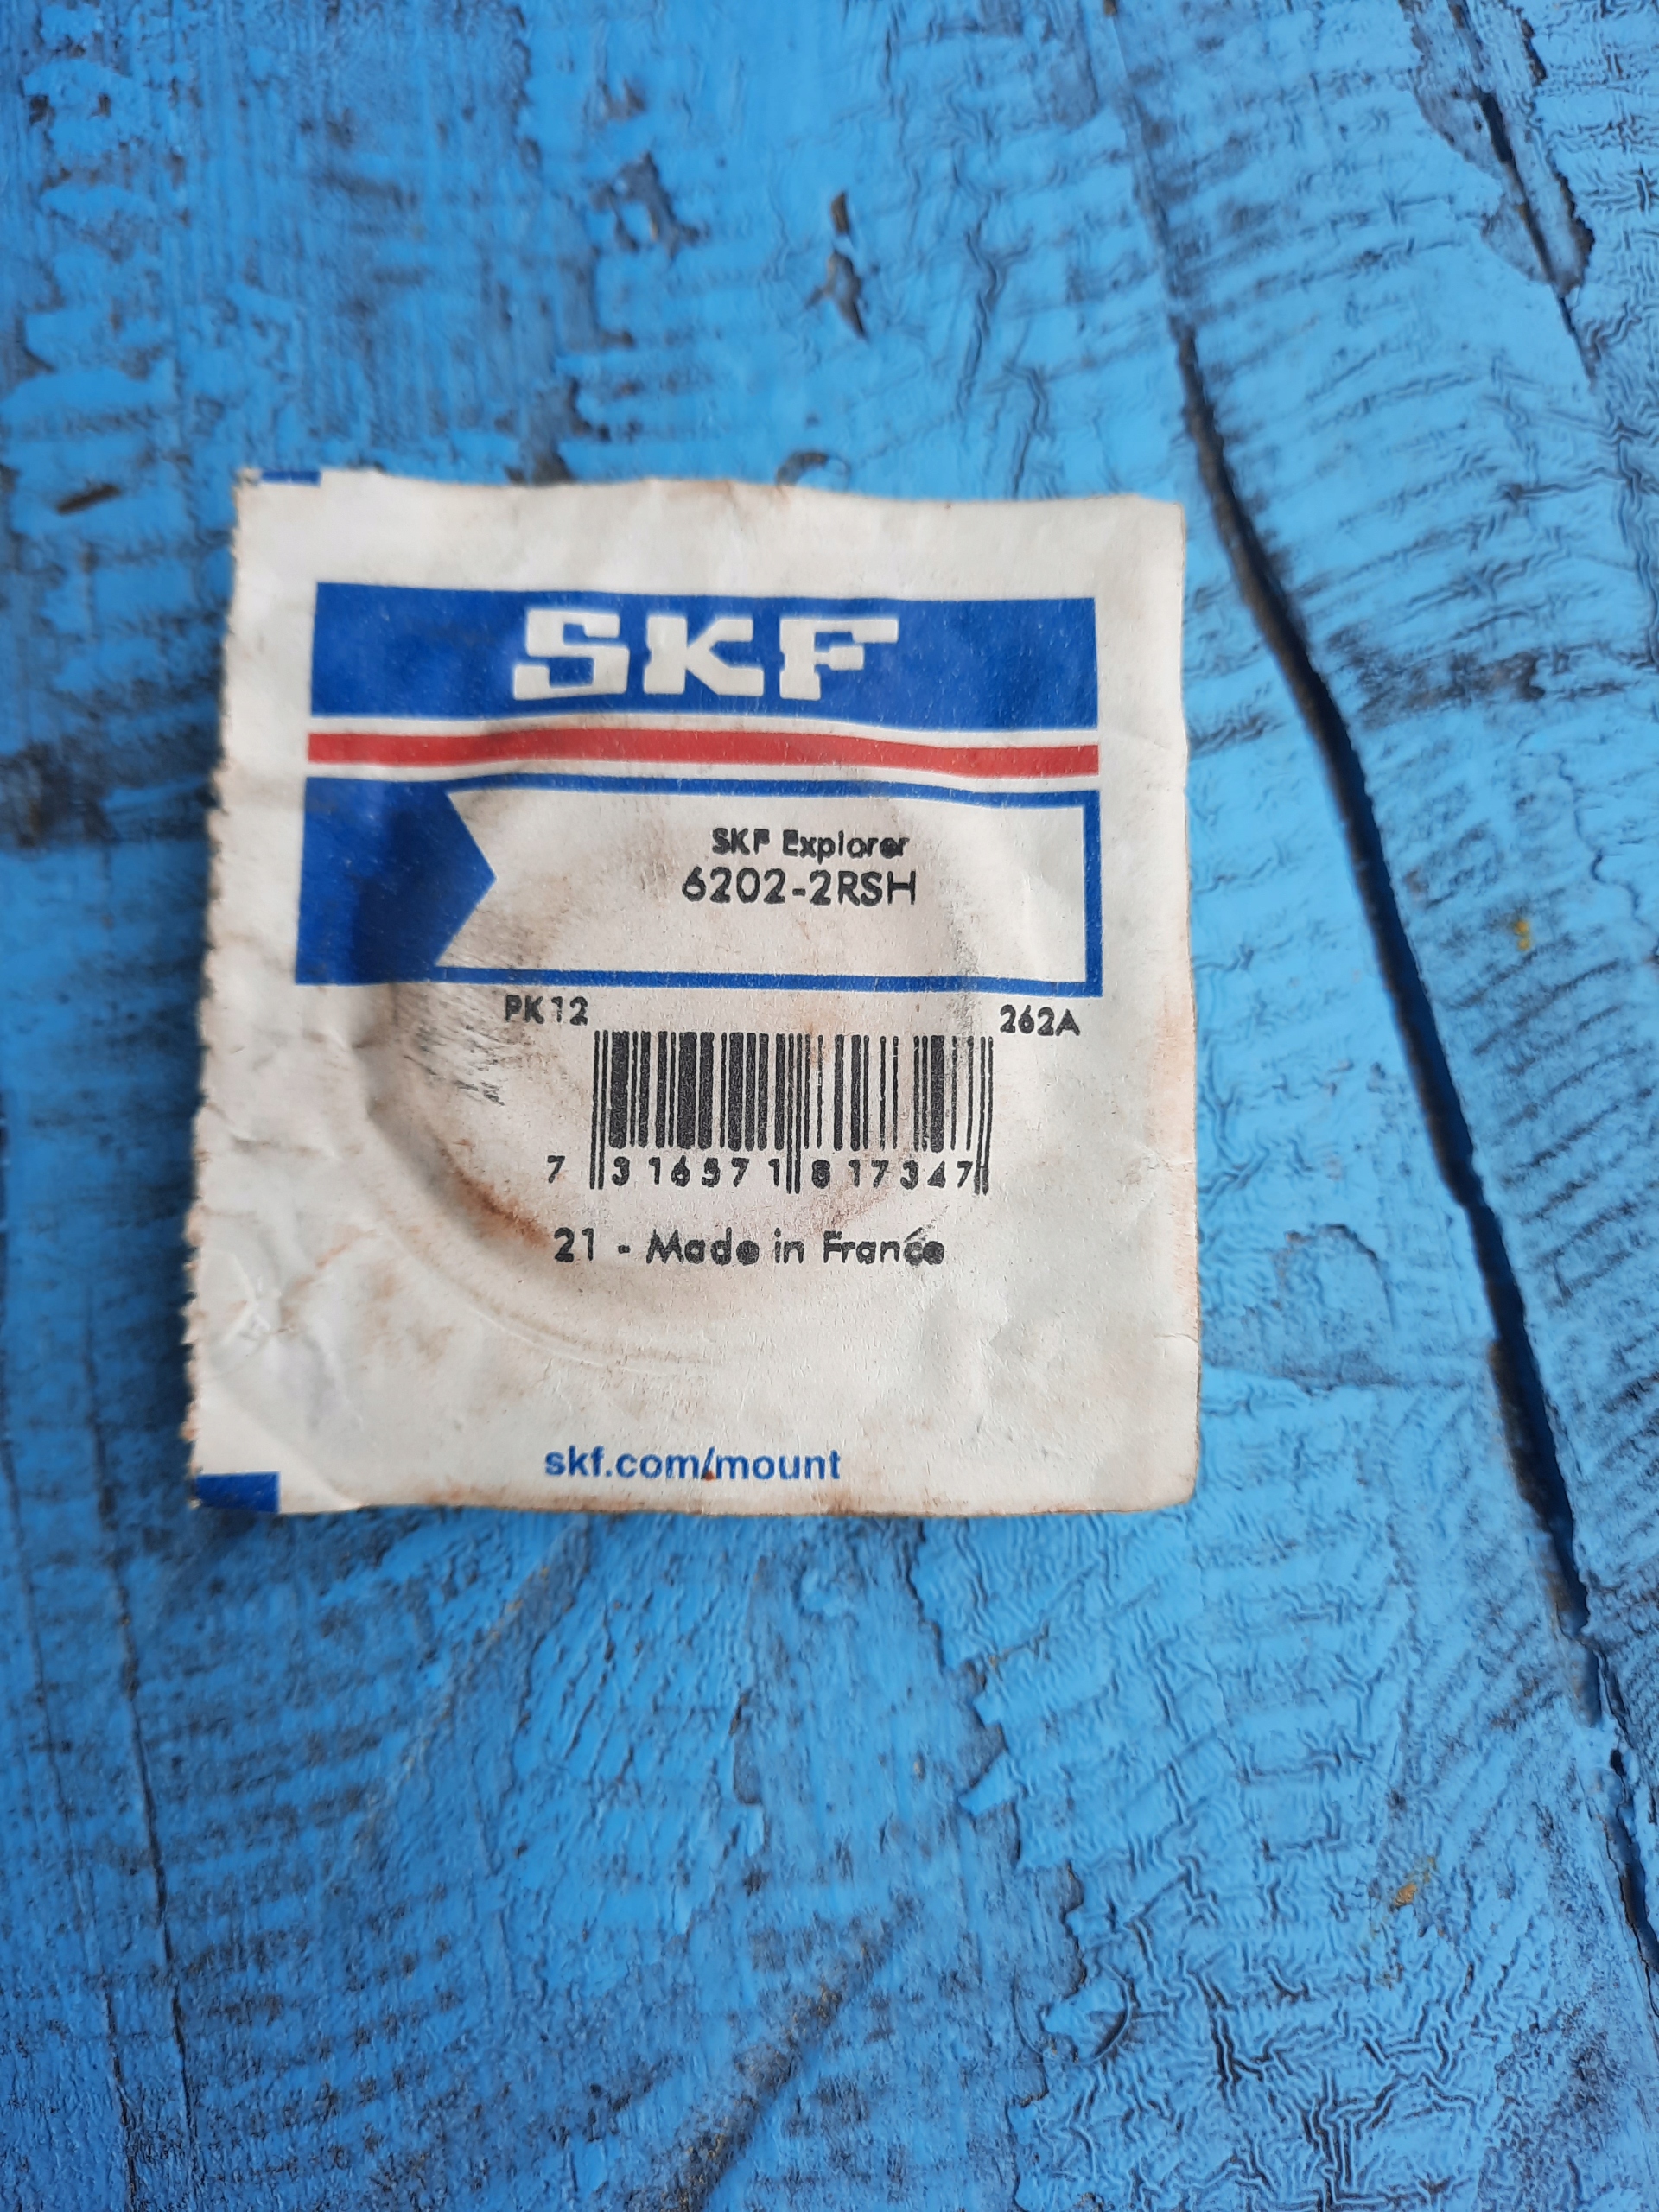 SKF
SKF Explorer
6202-2RSH
PK12 262A
7 316571 817347
21 - Made in France
skf.com/mount